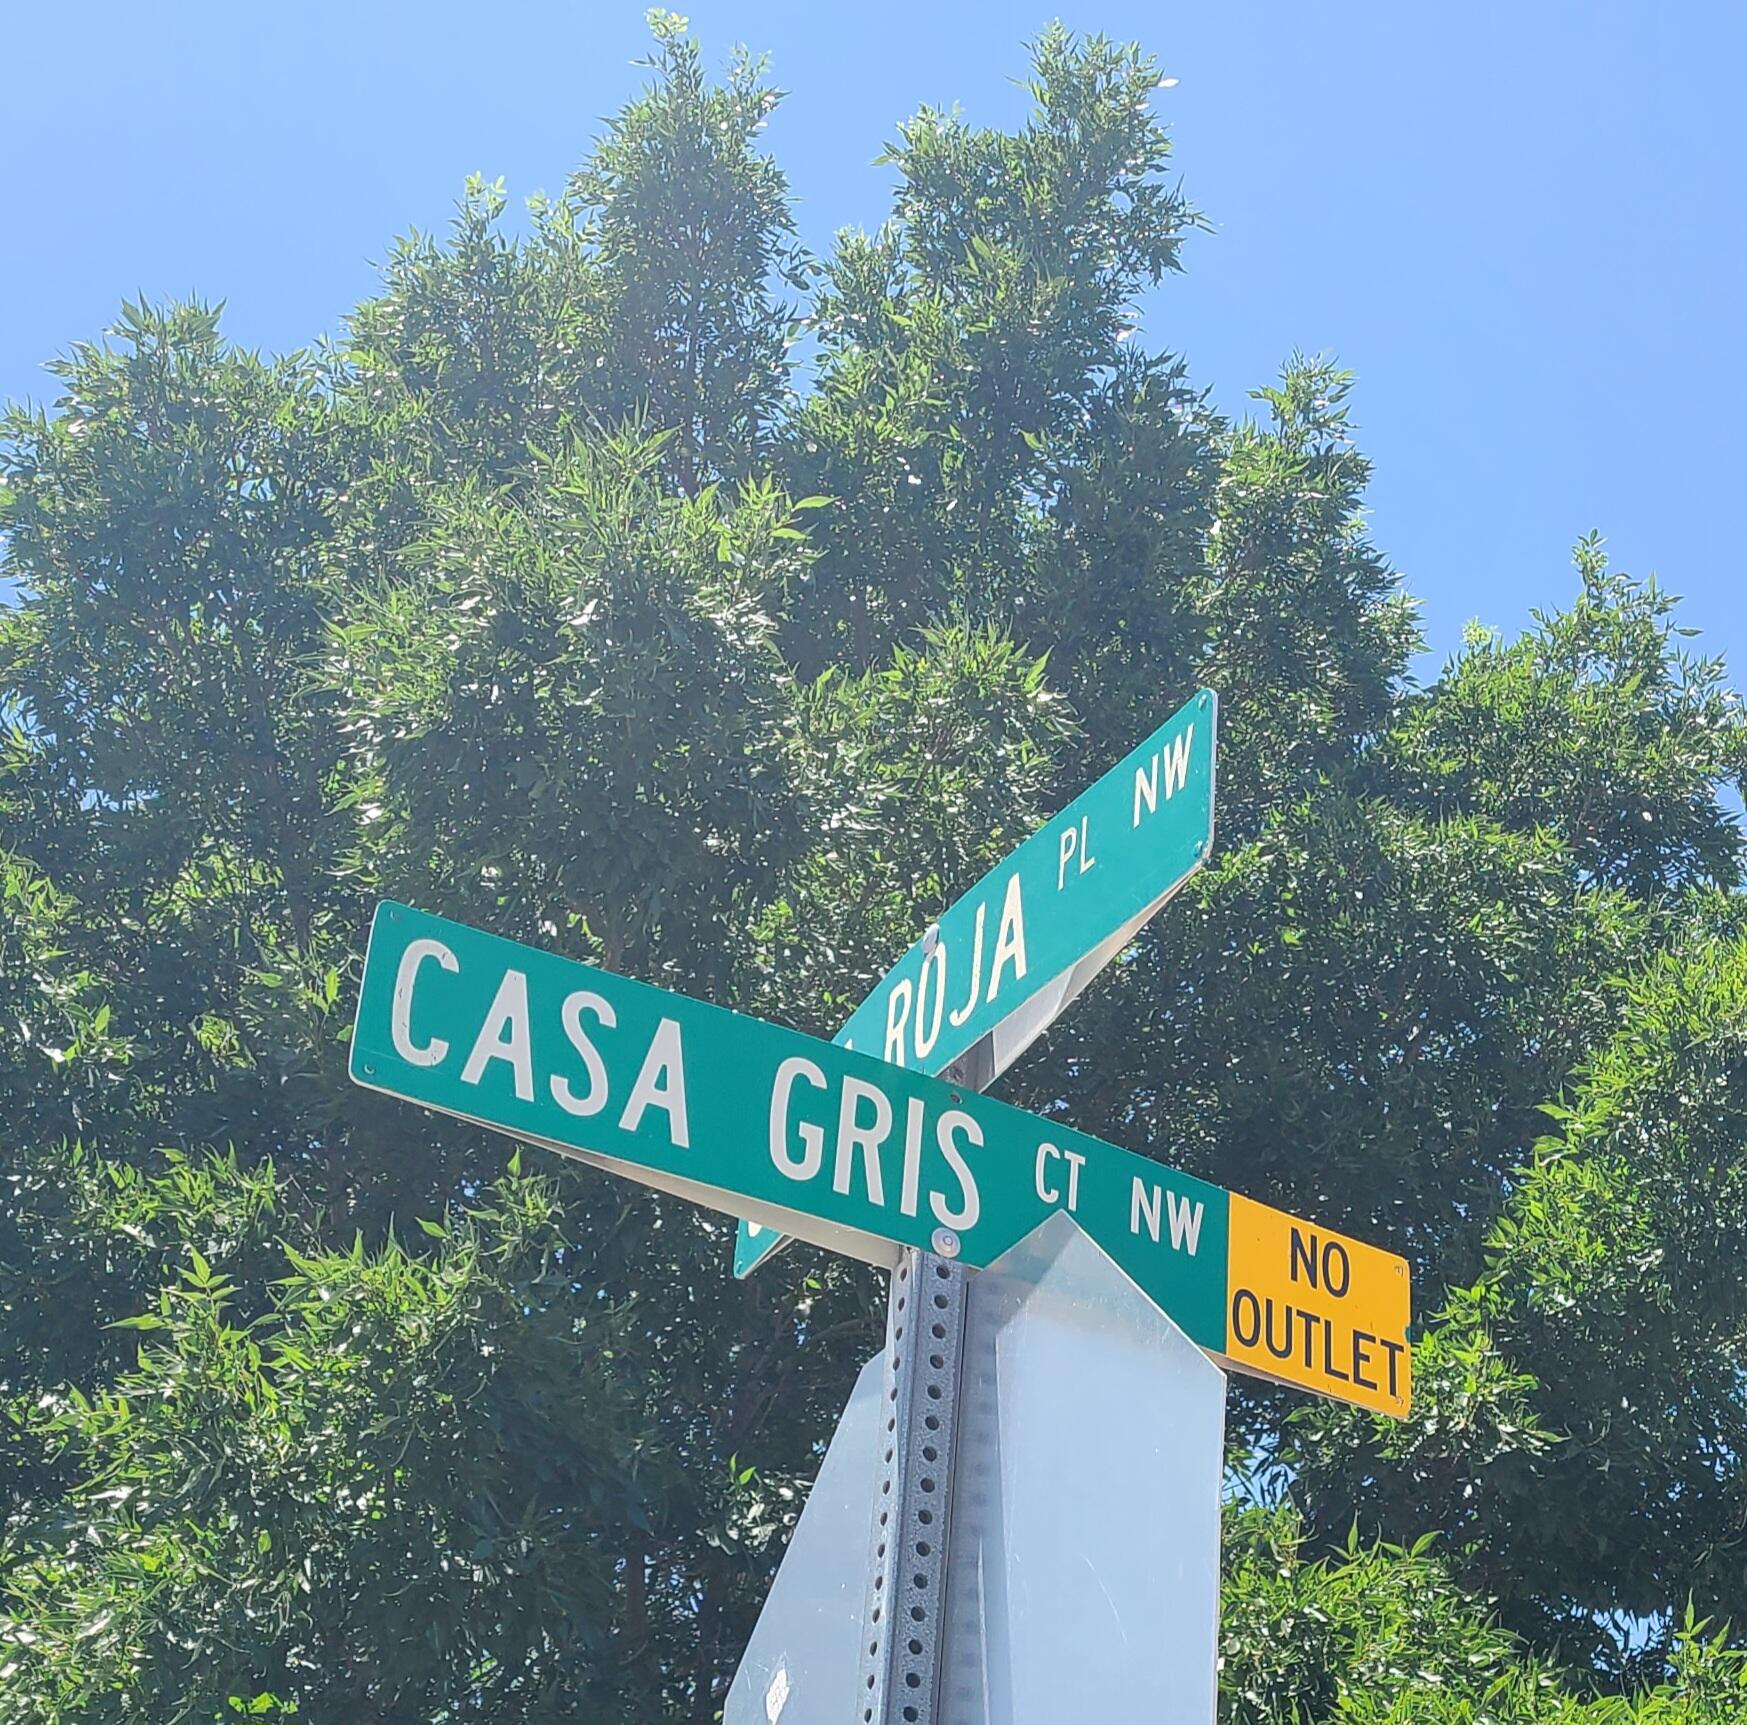 ROJA PL NW
CASA GRIS CT NW
NO
OUTLET